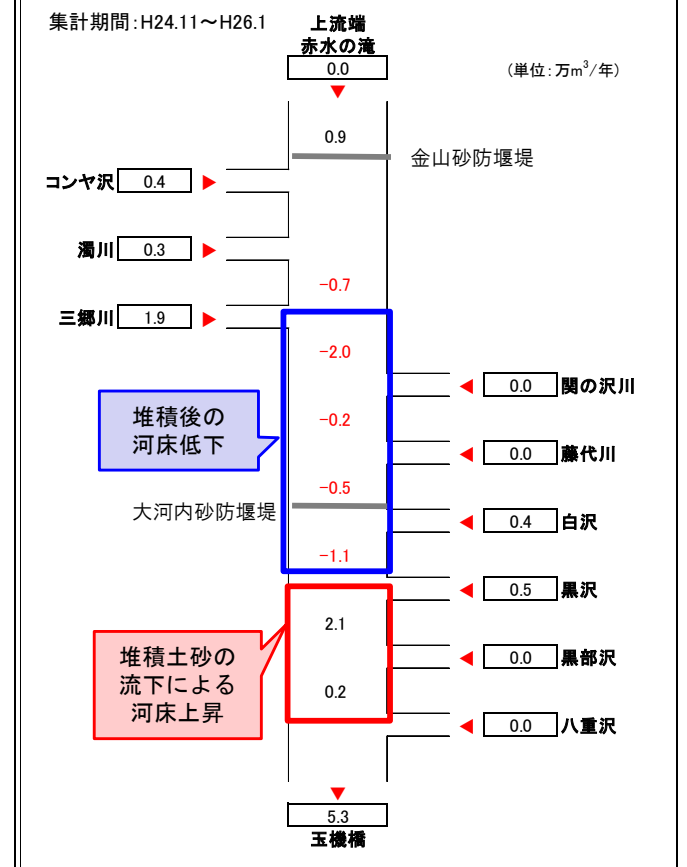 集計期間:H24.11～H26.1
上流端
赤水の滝
0.0
(単位:万m³/年)
0.9
金山砂防堰堤
コンヤ沢 0.4
濁川 0.3
-0.7
三郷川 1.9
-2.0
0.0 関の沢川
堆積後の
河床低下
-0.2
0.0 藤代川
-0.5
大河内砂防堰堤
0.4 白沢
-1.1
0.5 黒沢
2.1
堆積土砂の
流下による
河床上昇
0.0 黒部沢
0.2
0.0 八重沢
5.3
玉機橋